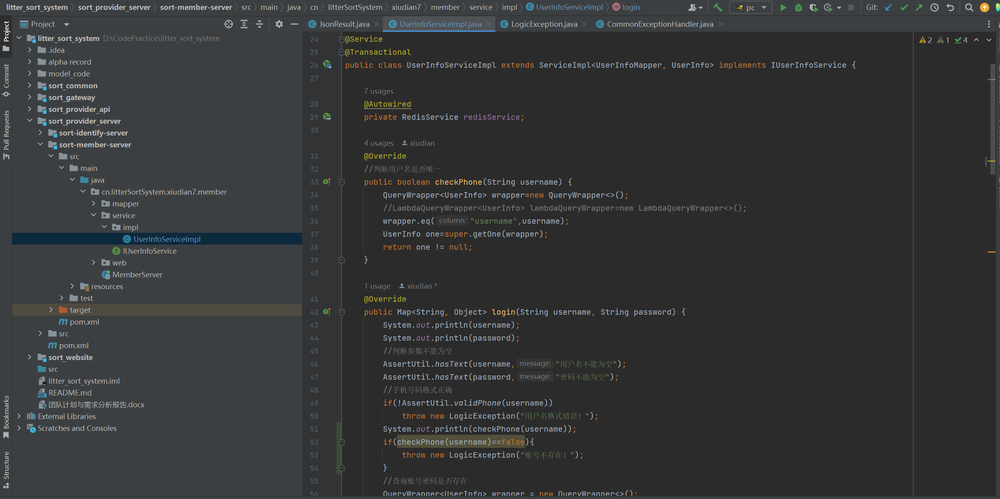 litter_sort_system sort_provider_server sort-member-server src main java cn litterSortSystem xiudian7 member service impl UserInfoServiceImpl login pc Git:
Project
Commit
Pull Requests
Bookmarks
Structure
Project
litter_sort_system D:\CodePractice\litter_sort_system
.idea
alpha record
model_code
sort_common
sort_gateway
sort_provider_api
sort_provider_server
sort-identify-server
sort-member-server
src
main
java
cn.litterSortSystem.xiudian7.member
mapper
service
impl
UserInfoServiceImpl
IUserInfoService
web
MemberServer
resources
test
target
pom.xml
src
pom.xml
sort_website
src
litter_sort_system.iml
README.md
团队计划与需求分析报告.docx
External Libraries
Scratches and Consoles
JsonResult.java UserInfoServiceImpl.java LogicException.java CommonExceptionHandler.java
2 1 4
24 @Service
25 @Transactional
26 public class UserInfoServiceImpl extends ServiceImpl<UserInfoMapper, UserInfo> implements IUserInfoService {
27
7 usages
28 @Autowired
29 private RedisService redisService;
30
4 usages xiudian
31 @Override
32 //判断用户名是否唯一
33 public boolean checkPhone(String username) {
34 QueryWrapper<UserInfo> wrapper=new QueryWrapper<>();
35 //LambdaQueryWrapper<UserInfo> lambdaQueryWrapper=new LambdaQueryWrapper<>();
36 wrapper.eq( column: "username",username);
37 UserInfo one=super.getOne(wrapper);
38 return one != null;
39 }
40
1 usage xiudian *
41 @Override
42 public Map<String, Object> login(String username, String password) {
43 System.out.println(username);
44 System.out.println(password);
45 //判断参数不能为空
46 AssertUtil.hasText(username, message: "用户名不能为空");
47 AssertUtil.hasText(password, message: "密码不能为空");
48 //手机号码格式正确
49 if(!AssertUtil.validPhone(username))
50 throw new LogicException("用户名格式错误！");
51 System.out.println(checkPhone(username));
52 if(checkPhone(username)==false){
53 throw new LogicException("账号不存在！");
54 }
55 //查询账号密码是否存在
56 QueryWrapper<UserInfo> wrapper = new QueryWrapper<>();